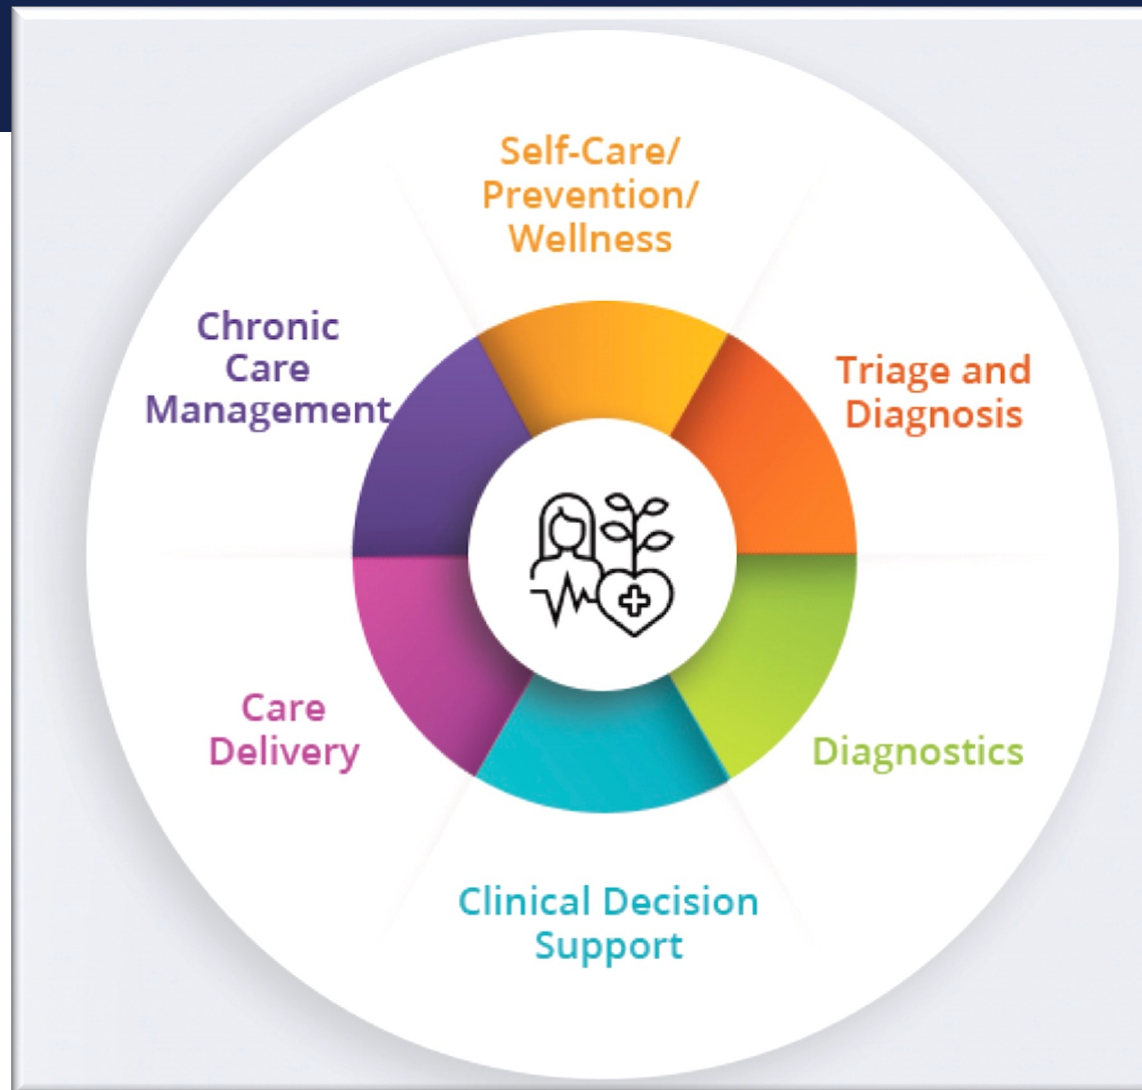 Self-Care/
Prevention/
Wellness
Triage and
Diagnosis
Diagnostics
Clinical Decision
Support
Care
Delivery
Chronic
Care
Management